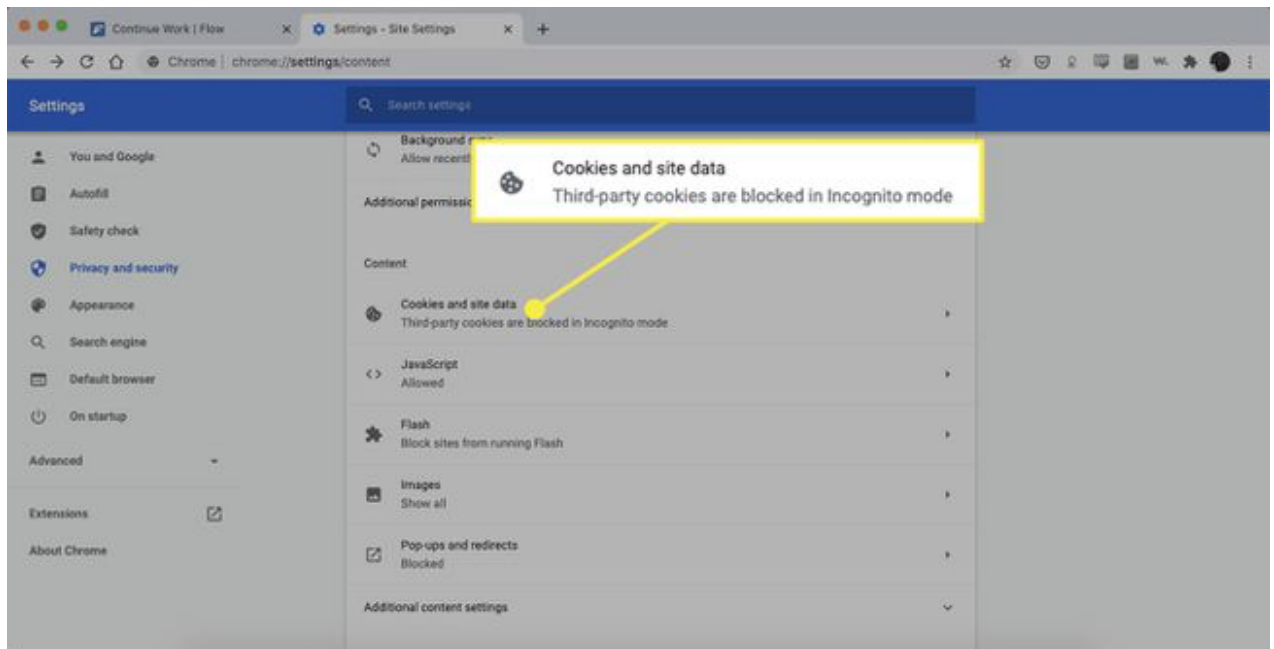 Continue Work | Flow
Settings - Site Settings
Chrome | chrome://settings/content
Settings
Search settings
You and Google
Autofill
Safety check
Privacy and security
Appearance
Search engine
Default browser
On startup
Advanced
Extensions
About Chrome
Background
Allow
Additional
Cookies and site data
Third-party cookies are blocked in Incognito mode
Content
Cookies and site data
Third-party cookies are blocked in Incognito mode
JavaScript
Allowed
Flash
Block sites from running Flash
Images
Show all
Pop-ups and redirects
Blocked
Additional content settings